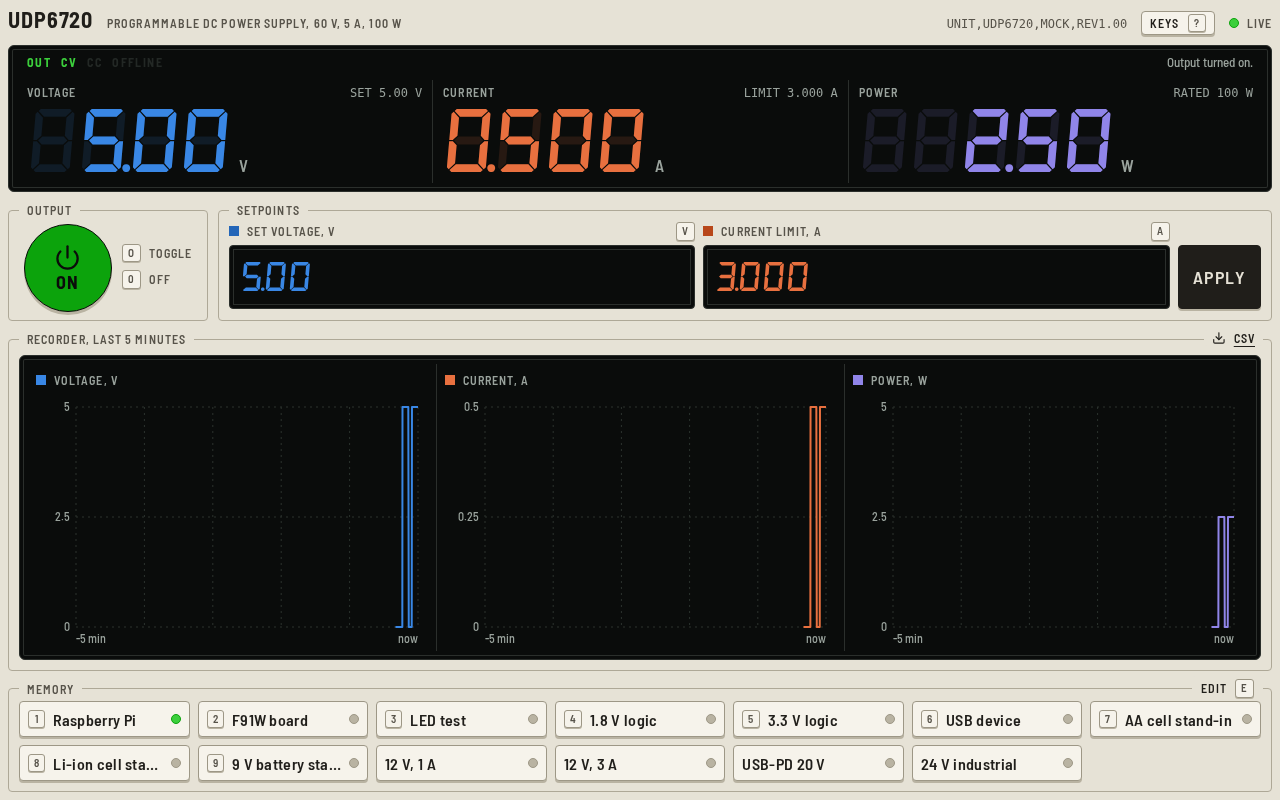 UDP6720 PROGRAMMABLE DC POWER SUPPLY, 60 V, 5 A, 100 W UNIT,UDP6720,MOCK,REV1.00 KEYS ? LIVE
OUT CV CC OFFLINE Output turned on.
VOLTAGE SET 5.00 V CURRENT LIMIT 3.000 A POWER RATED 100 W
5.00 V 0.500 A 2.50 W
OUTPUT SETPOINTS
SET VOLTAGE, V V CURRENT LIMIT, A A
ON O TOGGLE 5.00 3.000 APPLY
0 OFF
RECORDER, LAST 5 MINUTES CSV
VOLTAGE, V CURRENT, A POWER, W
5 0.5 5
2.5 0.25 2.5
0 0 0
-5 min now -5 min now -5 min now
MEMORY EDIT E
1 Raspberry Pi 2 F91W board 3 LED test 4 1.8 V logic 5 3.3 V logic 6 USB device 7 AA cell stand-in
8 Li-ion cell sta... 9 9 V battery sta... 12 V, 1 A 12 V, 3 A USB-PD 20 V 24 V industrial